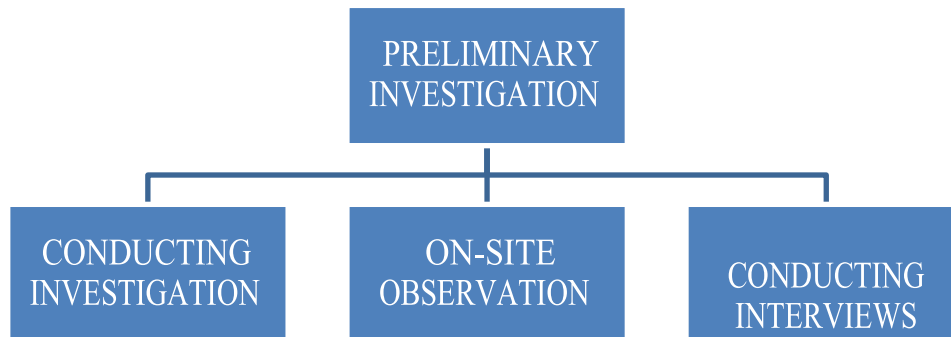 PRELIMINARY
INVESTIGATION
CONDUCTING
INVESTIGATION
ON-SITE
OBSERVATION
CONDUCTING
INTERVIEWS